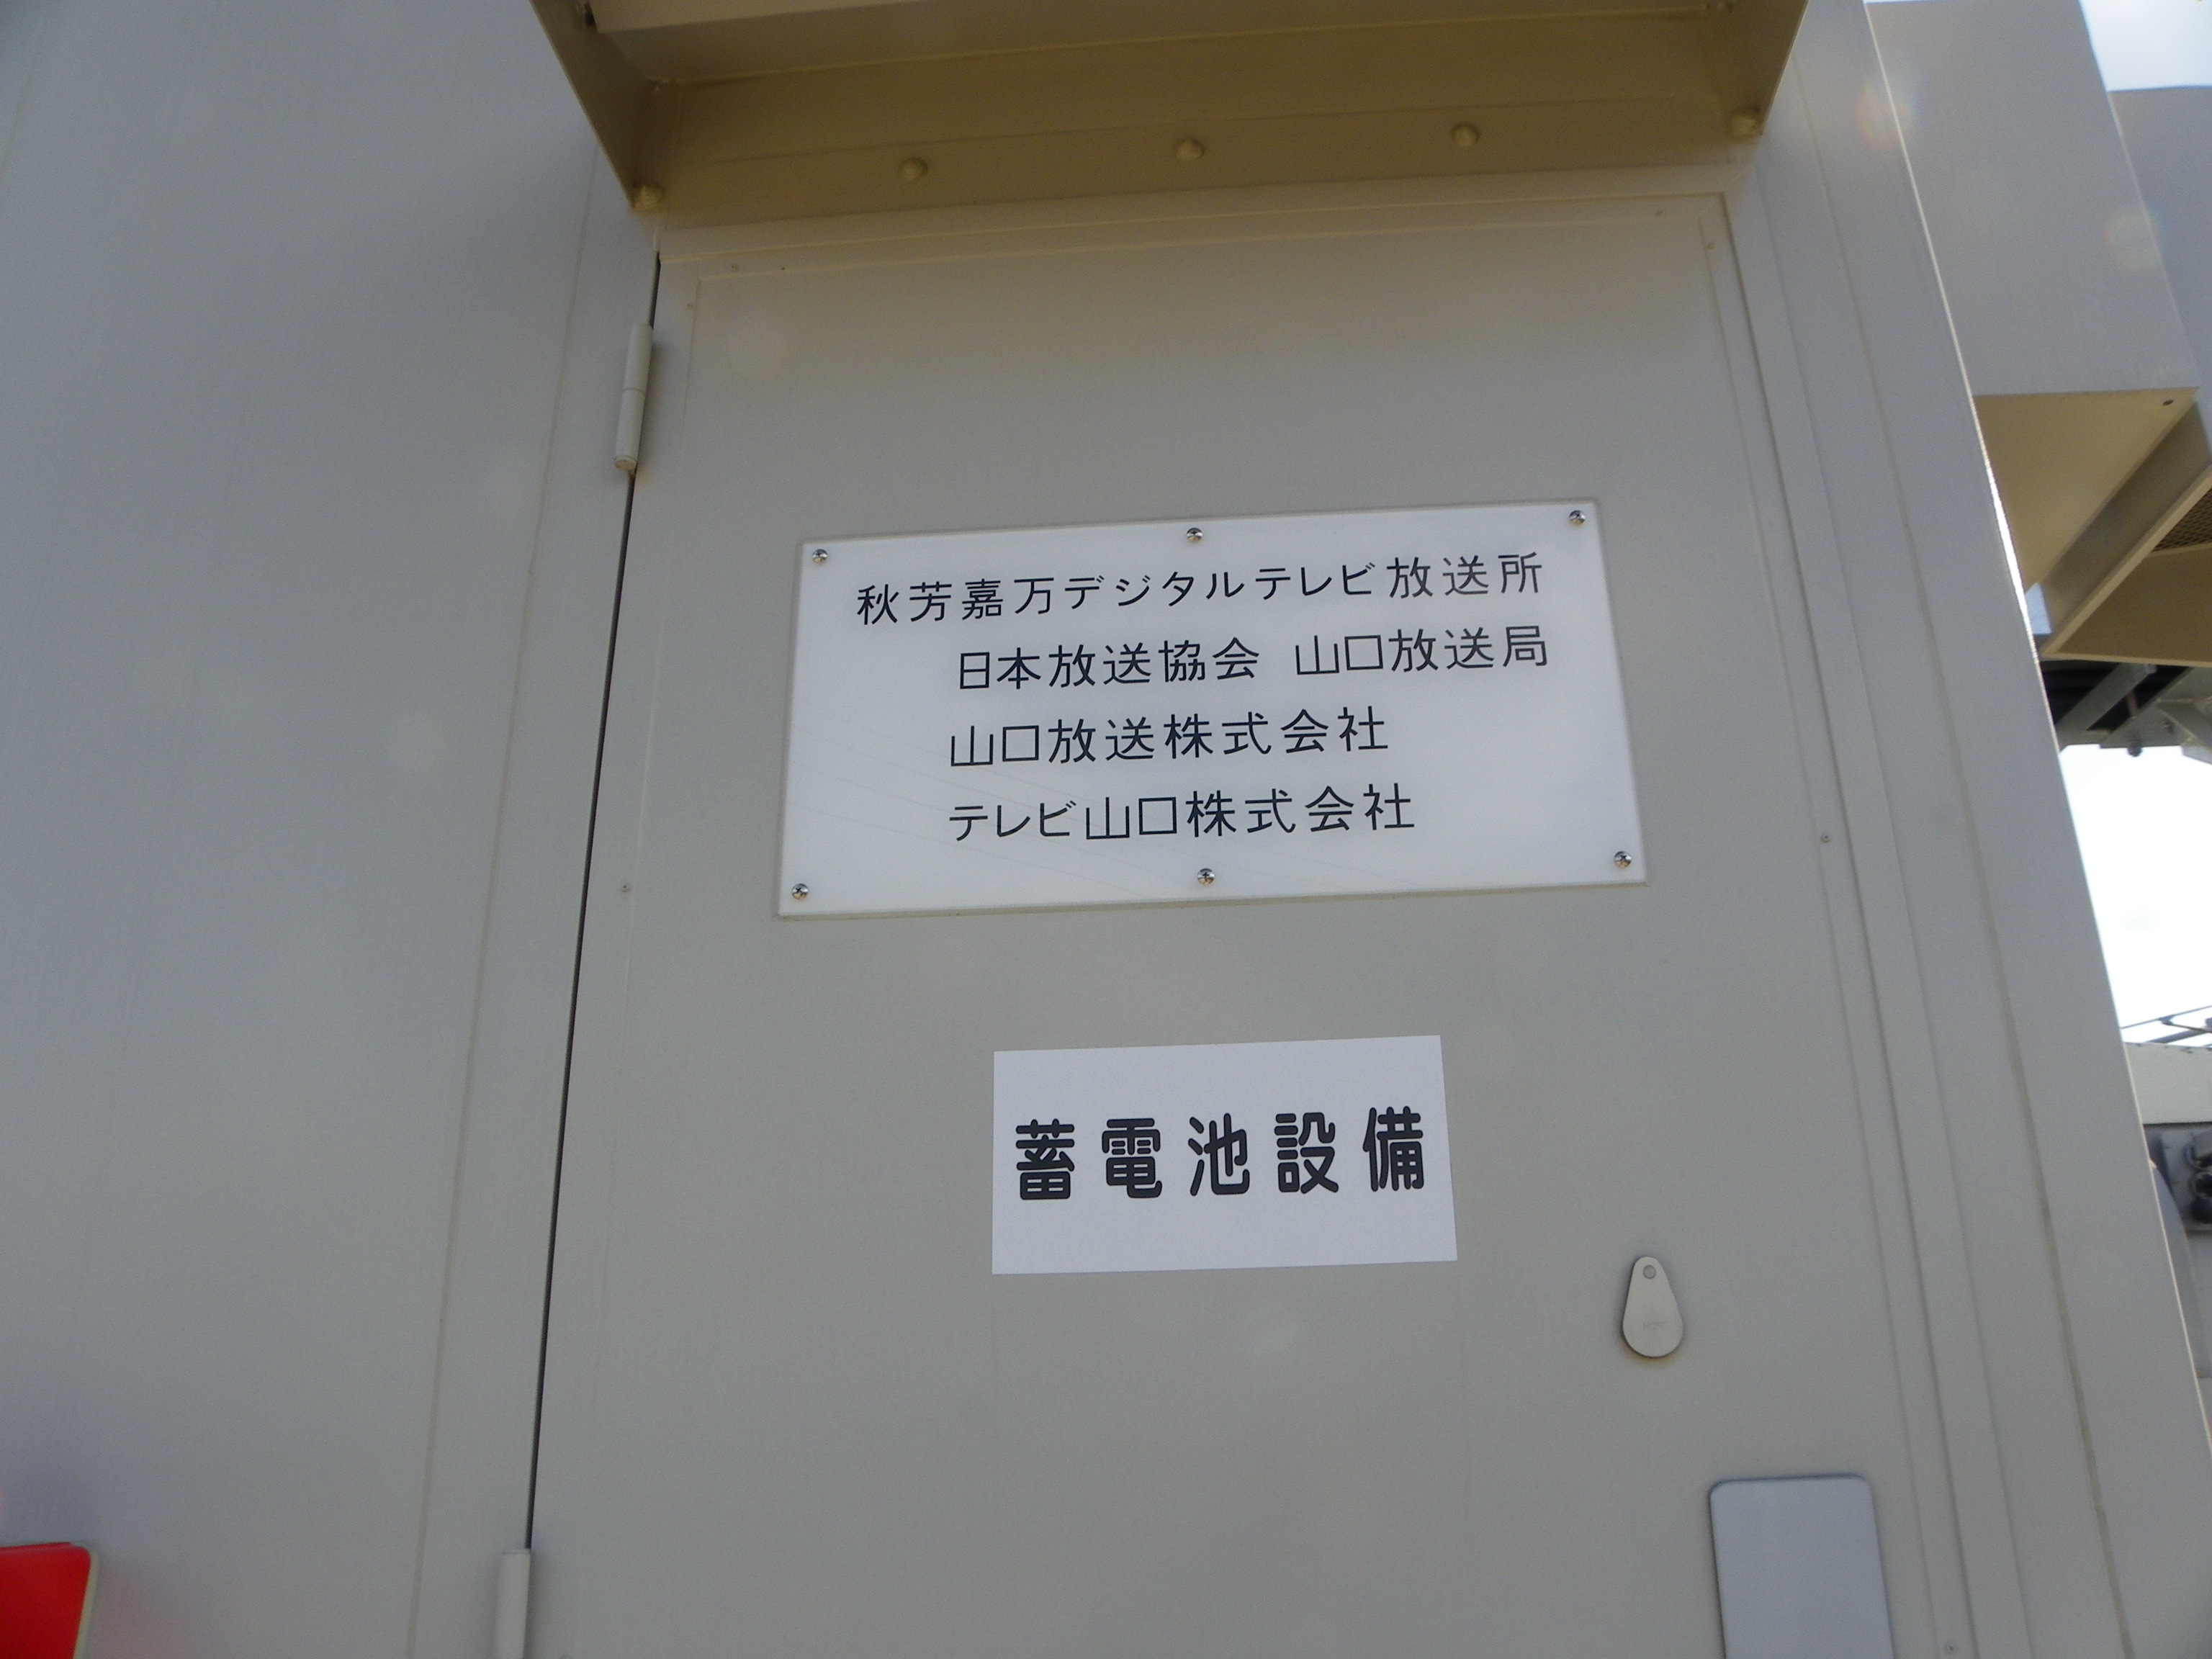 秋芳嘉万デジタルテレビ放送所
日本放送協会 山口放送局
山口放送株式会社
テレビ山口株式会社
蓄電池設備